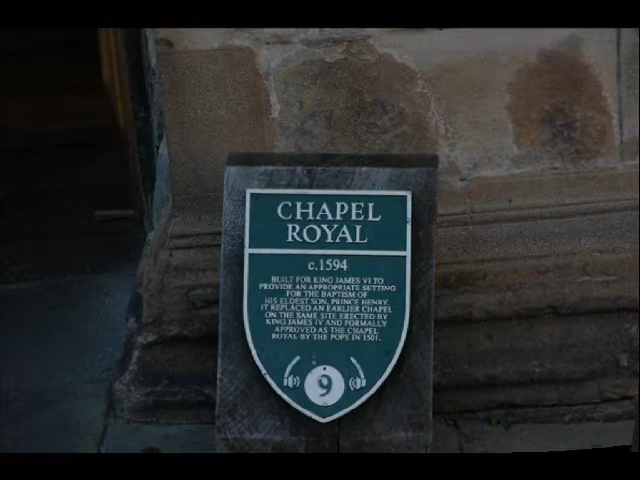 CHAPEL
ROYAL
c.1594
BUILT FOR KING JAMES VI TO
PROVIDE AN APPROPRIATE SETTING
FOR THE BAPTISM OF
HIS ELDEST SON, PRINCE HENRY.
IT REPLACED AN EARLIER CHAPEL
ON THE SAME SITE ERECTED BY
KING JAMES IV AND FORMALLY
APPROVED AS THE CHAPEL
ROYAL BY THE POPE IN 1501.
9